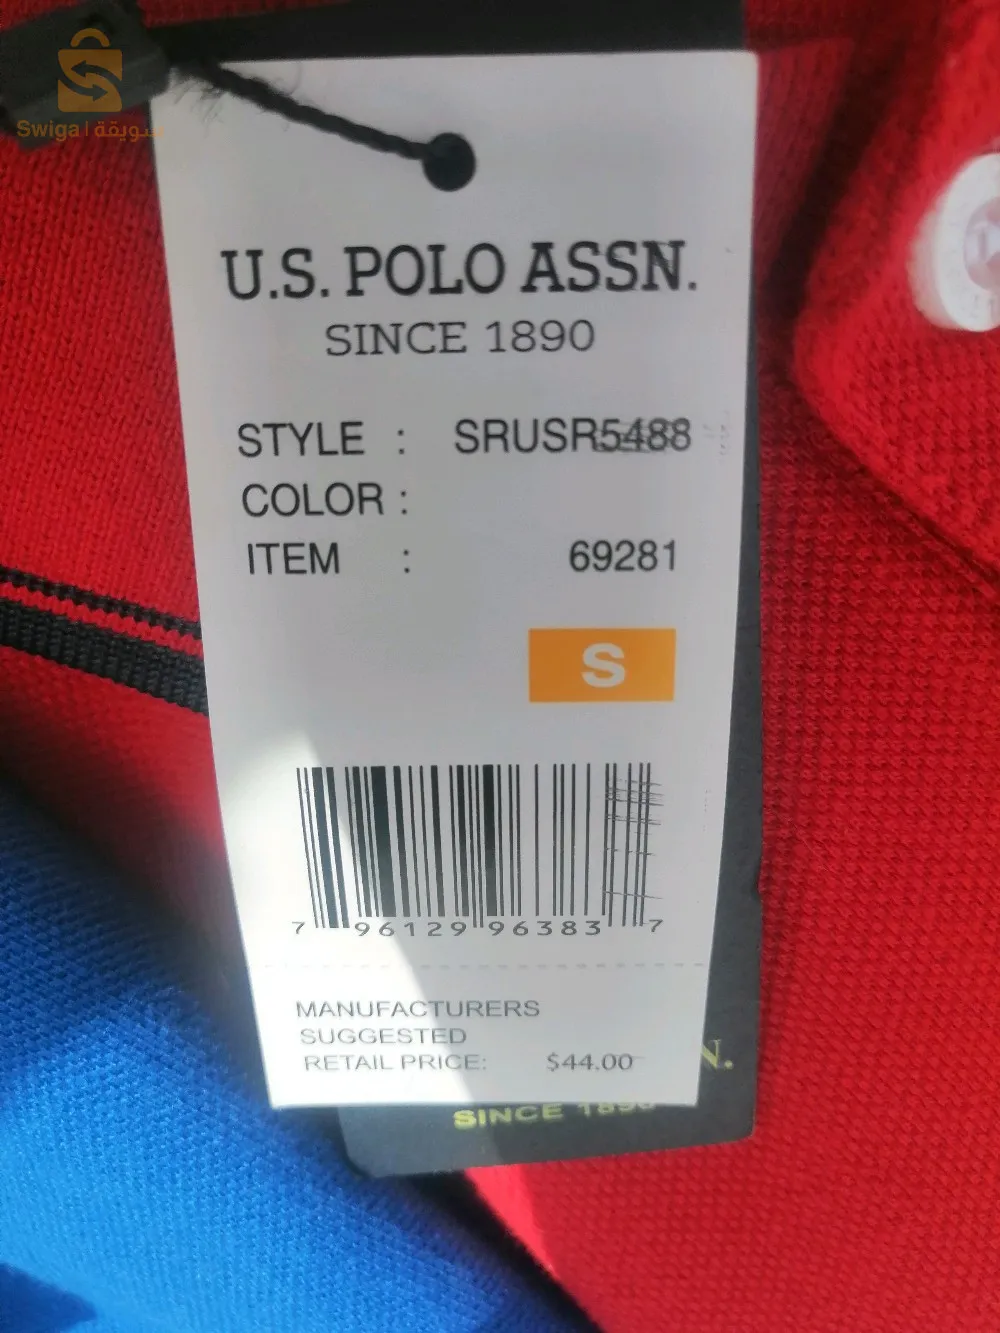 Swiga | سويقة
U.S. POLO ASSN.
SINCE 1890
STYLE : SRUSR5488
COLOR :
ITEM : 69281
S
7 96129 96383 7
MANUFACTURERS
SUGGESTED
RETAIL PRICE: $44.00
N.
SINCE 1890